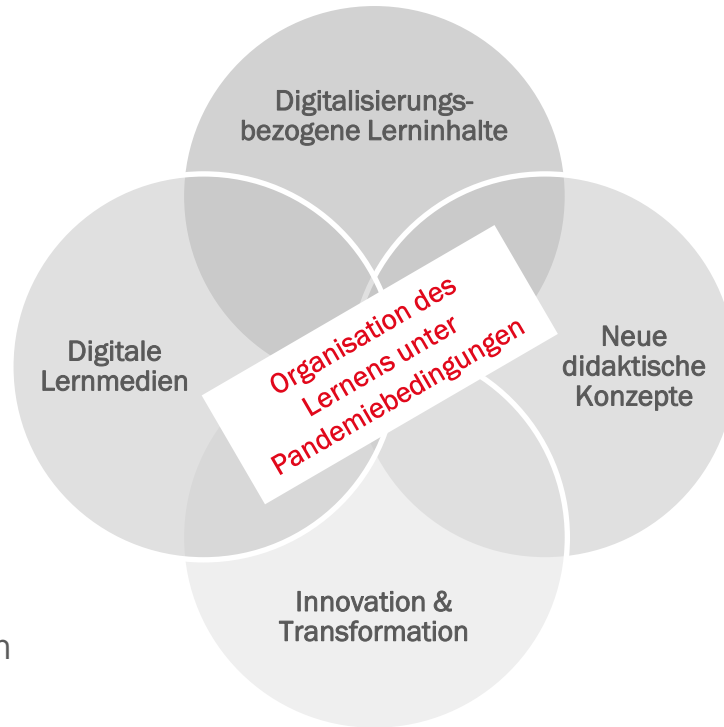 Digitalisierungs-
bezogene Lerninhalte
Digitale
Lernmedien
Organisation des
Lernens unter
Pandemiebedingungen
Neue
didaktische
Konzepte
Innovation &
Transformation
n